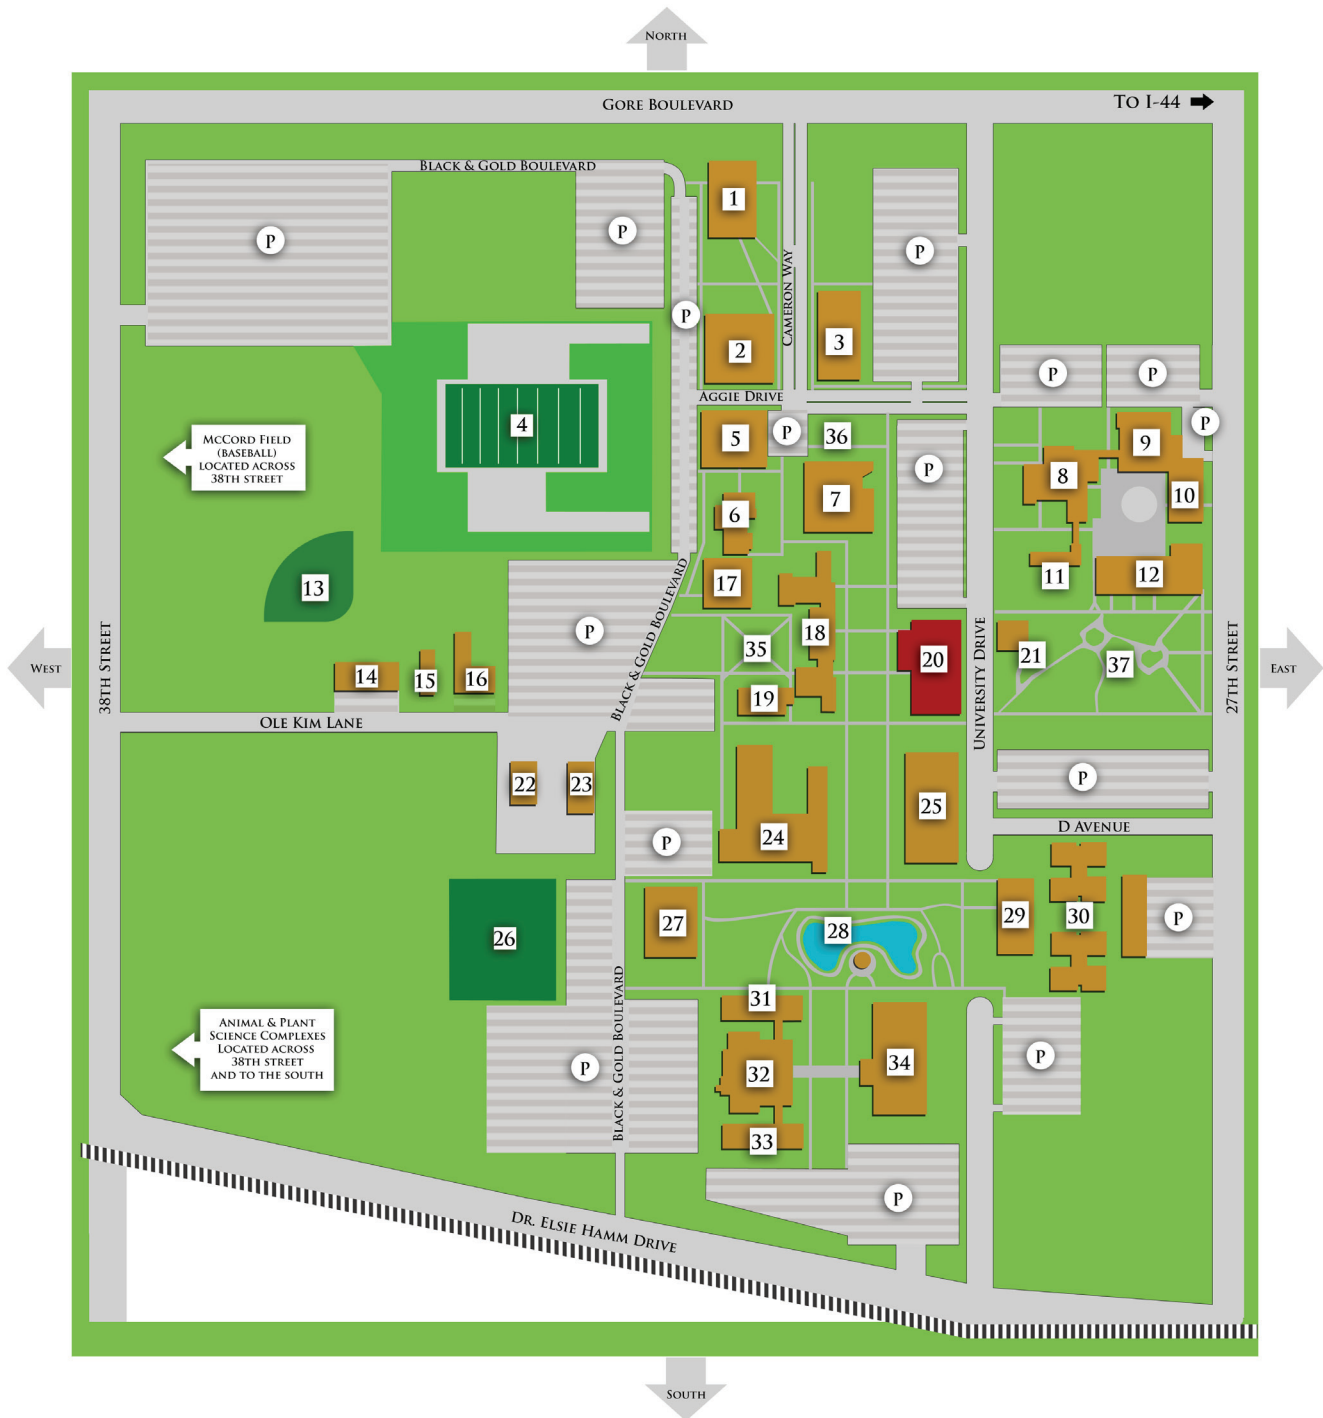 NORTH
GORE BOULEVARD
TO I-44
BLACK & GOLD BOULEVARD
1
P
P
P
CAMERON WAY
P
2
3
AGGIE DRIVE
P
P
4
5
P
36
P
9
MCCORD FIELD
(BASEBALL)
LOCATED ACROSS
38TH STREET
P
8
10
7
6
11
12
13
17
BLACK & GOLD BOULEVARD
P
18
35
20
21
37
WEST
EAST
38TH STREET
UNIVERSITY DRIVE
27TH STREET
14
15
16
19
OLE KIM LANE
22
23
P
25
D AVENUE
24
P
26
27
28
29
30
P
BLACK & GOLD BOULEVARD
31
ANIMAL & PLANT
SCIENCE COMPLEXES
LOCATED ACROSS
38TH STREET
AND TO THE SOUTH
P
32
34
P
33
P
DR. ELSIE HAMM DRIVE
SOUTH